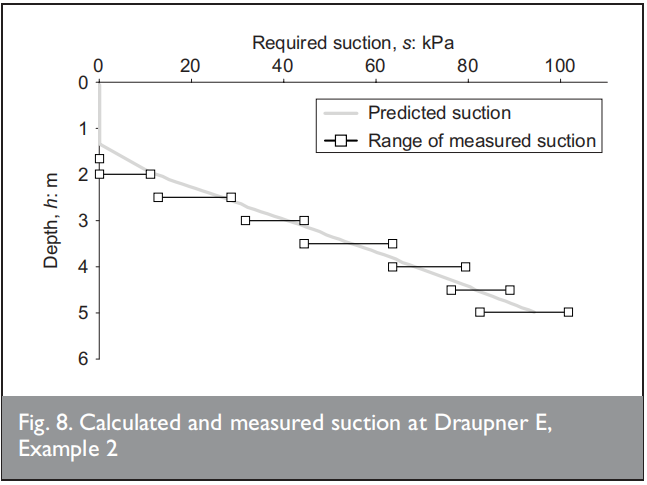 Required suction, s: kPa
0 20 40 60 80 100
0
Predicted suction
1
Range of measured suction
2
Depth, h: m
3
4
5
6
Fig. 8. Calculated and measured suction at Draupner E,
Example 2